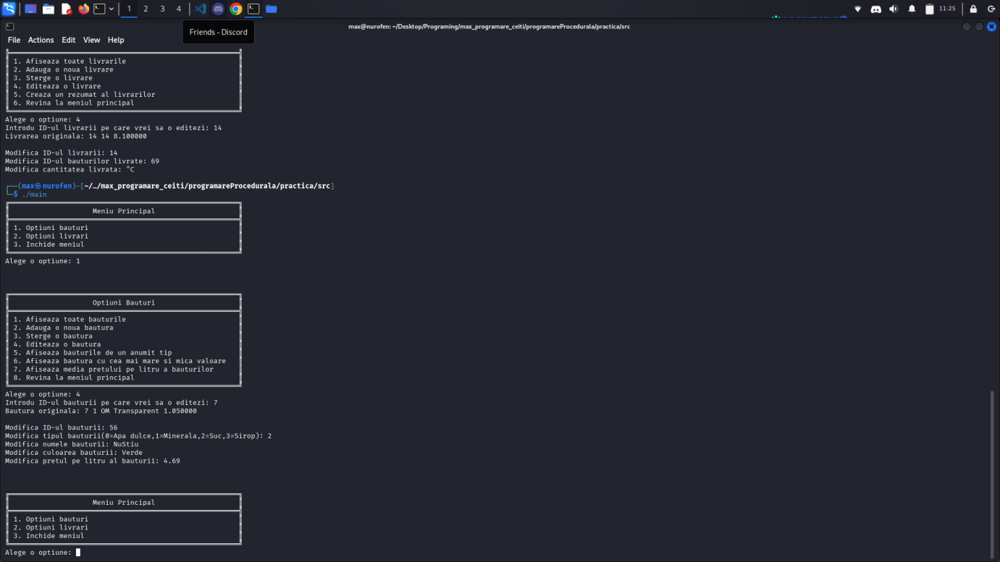 1 2 3 4
11:25
Friends - Discord
max@nurofen: ~/Desktop/Programing/max_programare_ceiti/programareProcedurala/practica/src
File Actions Edit View Help
1. Afiseaza toate livrarile
2. Adauga o noua livrare
3. Sterge o livrare
4. Editeaza o livrare
5. Creaza un rezumat al livrarilor
6. Revina la meniul principal
Alege o optiune: 4
Introdu ID-ul livrarii pe care vrei sa o editezi: 14
Livrarea originala: 14 14 8.100000
Modifica ID-ul livrarii: 14
Modifica ID-ul bauturilor livrate: 69
Modifica cantitatea livrata: ^C
(max㉿nurofen)-[~/…/max_programare_ceiti/programareProcedurala/practica/src]
$ ./main
Meniu Principal
1. Optiuni bauturi
2. Optiuni livrari
3. Inchide meniul
Alege o optiune: 1
Optiuni Bauturi
1. Afiseaza toate bauturile
2. Adauga o noua bautura
3. Sterge o bautura
4. Editeaza o bautura
5. Afiseaza bauturile de un anumit tip
6. Afiseaza bautura cu cea mai mare si mica valoare
7. Afiseaza media pretului pe litru a bauturilor
8. Revina la meniul principal
Alege o optiune: 4
Introdu ID-ul bauturii pe care vrei sa o editezi: 7
Bautura originala: 7 1 OM Transparent 1.050000
Modifica ID-ul bauturii: 56
Modifica tipul bauturii(0=Apa dulce,1=Minerala,2=Suc,3=Sirop): 2
Modifica numele bauturii: NuStiu
Modifica culoarea bauturii: Verde
Modifica pretul pe litru al bauturii: 4.69
Meniu Principal
1. Optiuni bauturi
2. Optiuni livrari
3. Inchide meniul
Alege o optiune: